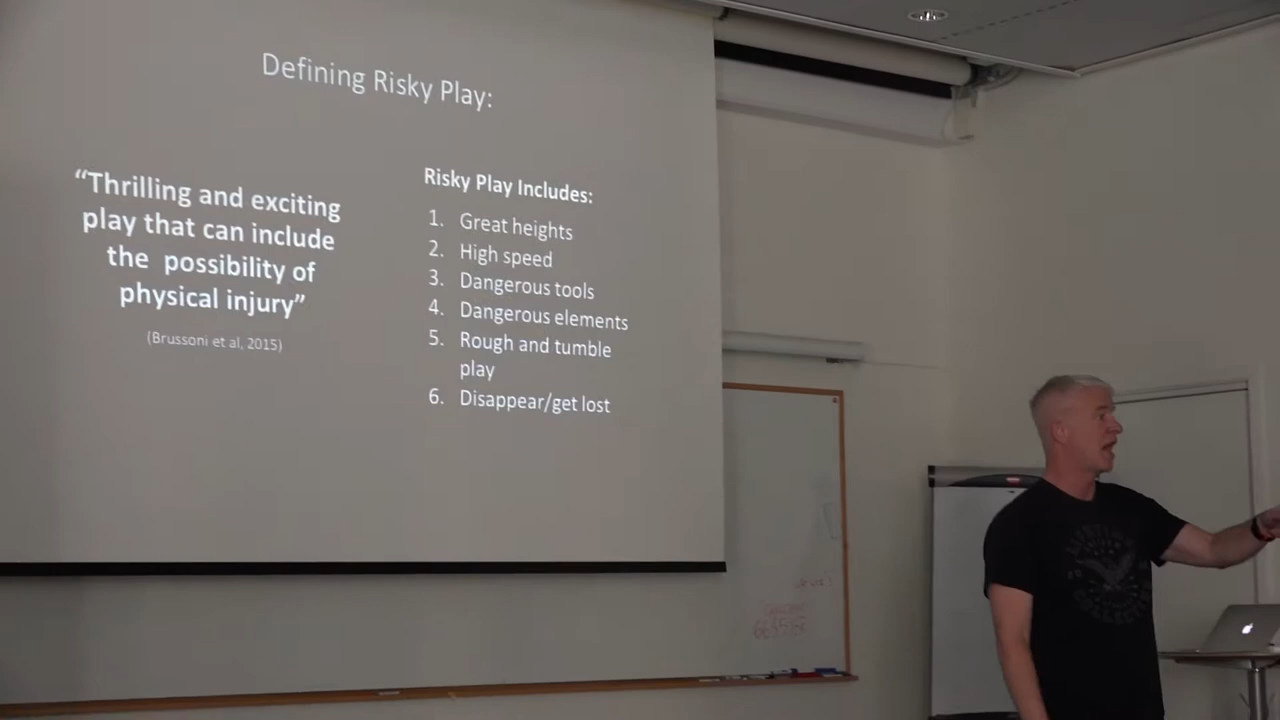 Defining Risky Play:
“Thrilling and exciting
play that can include
the possibility of
physical injury”
(Brussoni et al, 2015)
Risky Play Includes:
1. Great heights
2. High speed
3. Dangerous tools
4. Dangerous elements
5. Rough and tumble
play
6. Disappear/get lost